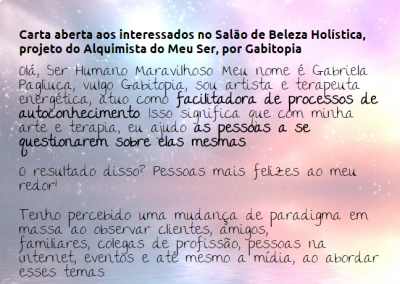 Carta aberta aos interessados no Salão de Beleza Holística,
projeto do Alquimista do Meu Ser, por Gabitopia
Olá, Ser Humano Maravilhoso Meu nome é Gabriela
Pagliuca, vulgo Gabitopia, sou artista e terapeuta
energética, atuo como facilitadora de processos de
autoconhecimento Isso significa que com minha
arte e terapia, eu ajudo as pessoas a se
questionarem sobre elas mesmas.
O resultado disso? Pessoas mais felizes ao meu
redor!
Tenho percebido uma mudança de paradigma em
massa ao observar clientes, amigos,
familiares, colegas de profissão, pessoas na
internet, eventos e até mesmo a mídia, ao abordar
esses temas.